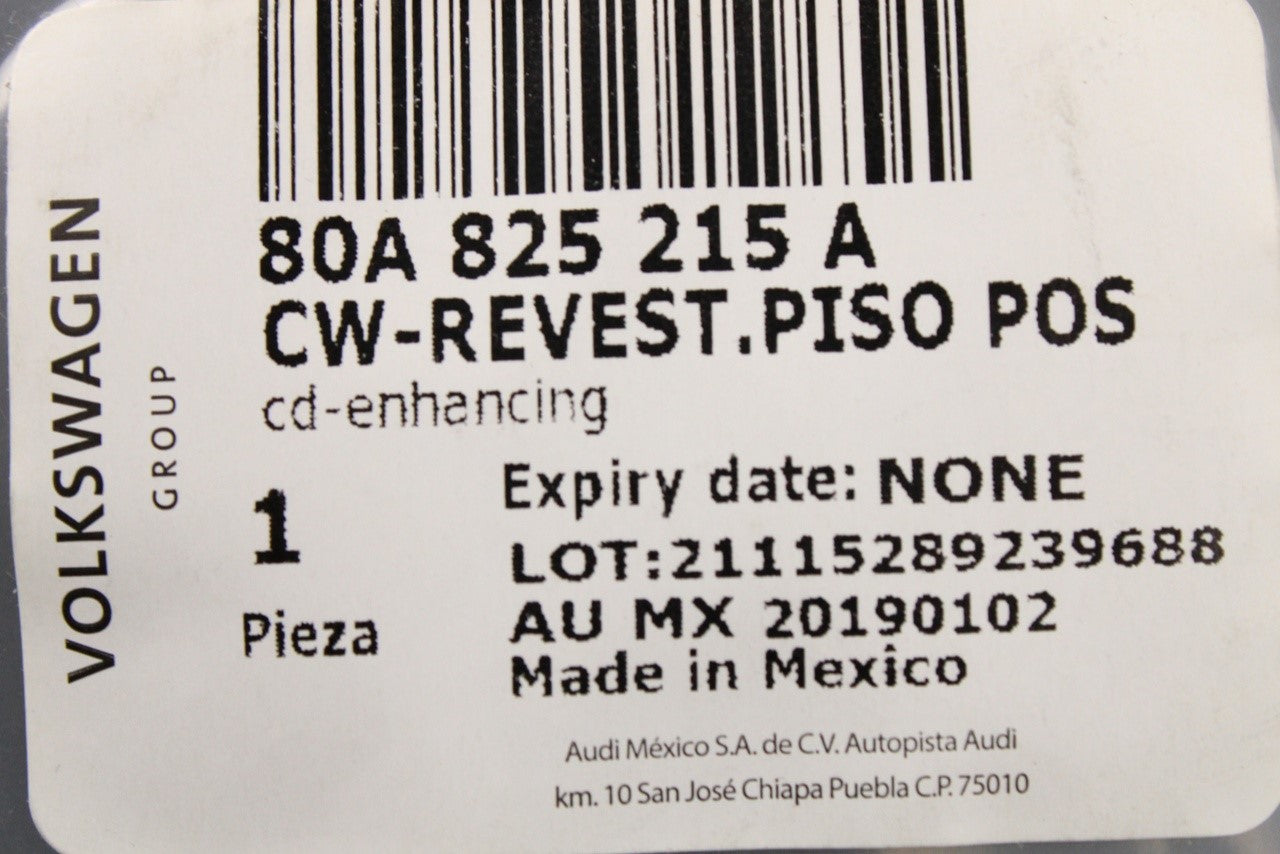 VOLKSWAGEN
GROUP
80A 825 215 A
CW-REVEST.PISO POS
cd-enhancing
1
Pieza
Expiry date: NONE
LOT:211115289239688
AU MX 20190102
Made in Mexico
Audi México S.A. de C.V. Autopista Audi
km. 10 San José Chiapa Puebla C.P. 75010